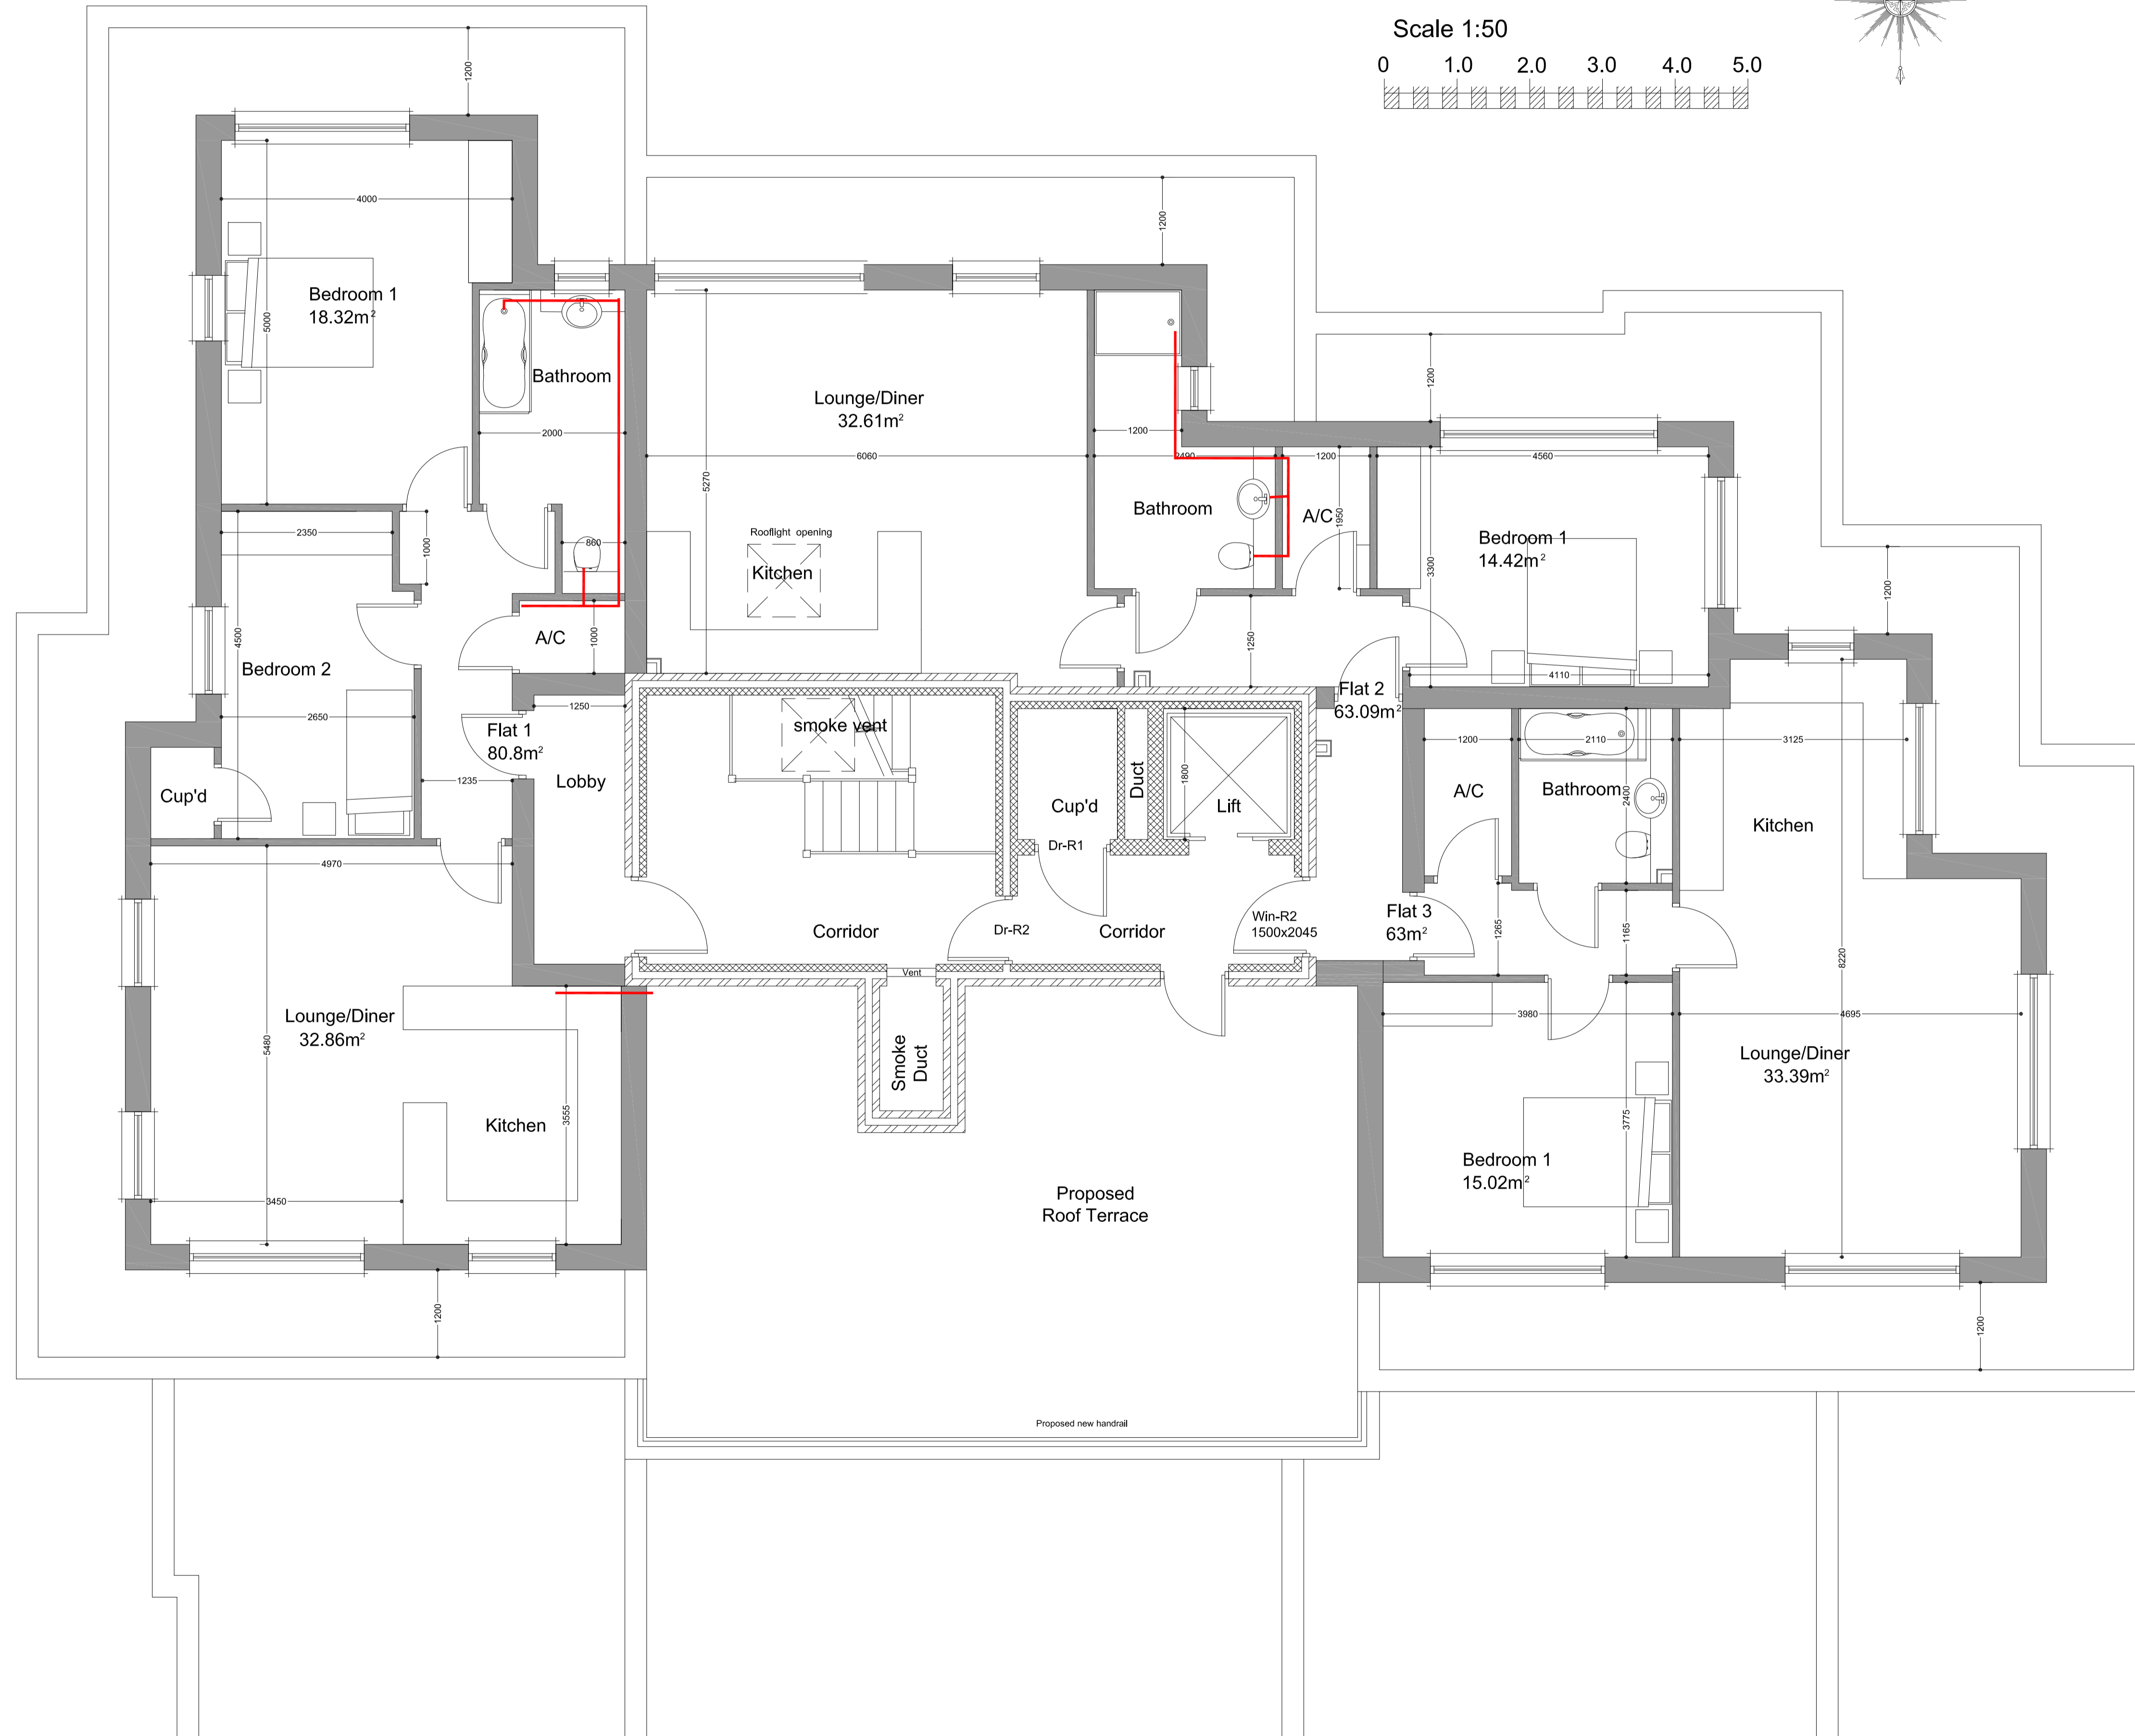 Scale 1:50
0 1.0 2.0 3.0 4.0 5.0
1200
1200
4000
Bedroom 1
18.32m²
5000
Bathroom
2000
Lounge/Diner
32.61m²
6060
5270
1200
2490
1200
4560
1200
Bathroom
A/C
1950
Bedroom 1
14.42m²
3300
2350
1000
860
Rooflight opening
Kitchen
1200
4500
Bedroom 2
A/C
1000
1250
4110
2650
Flat 1
80.8m²
1250
smoke vent
Flat 2
63.09m²
1235
Lobby
Cup'd
Cup'd
Duct
1800
Lift
1200
2110
3125
A/C
Bathroom
2400
Kitchen
Dr-R1
4970
Corridor
Dr-R2
Corridor
Win-R2
1500x2045
Flat 3
63m²
1265
1165
8220
Vent
Lounge/Diner
32.86m²
5480
3980
4695
Smoke
Duct
Lounge/Diner
33.39m²
3555
Kitchen
3775
Bedroom 1
15.02m²
3450
Proposed
Roof Terrace
1200
1200
Proposed new handrail